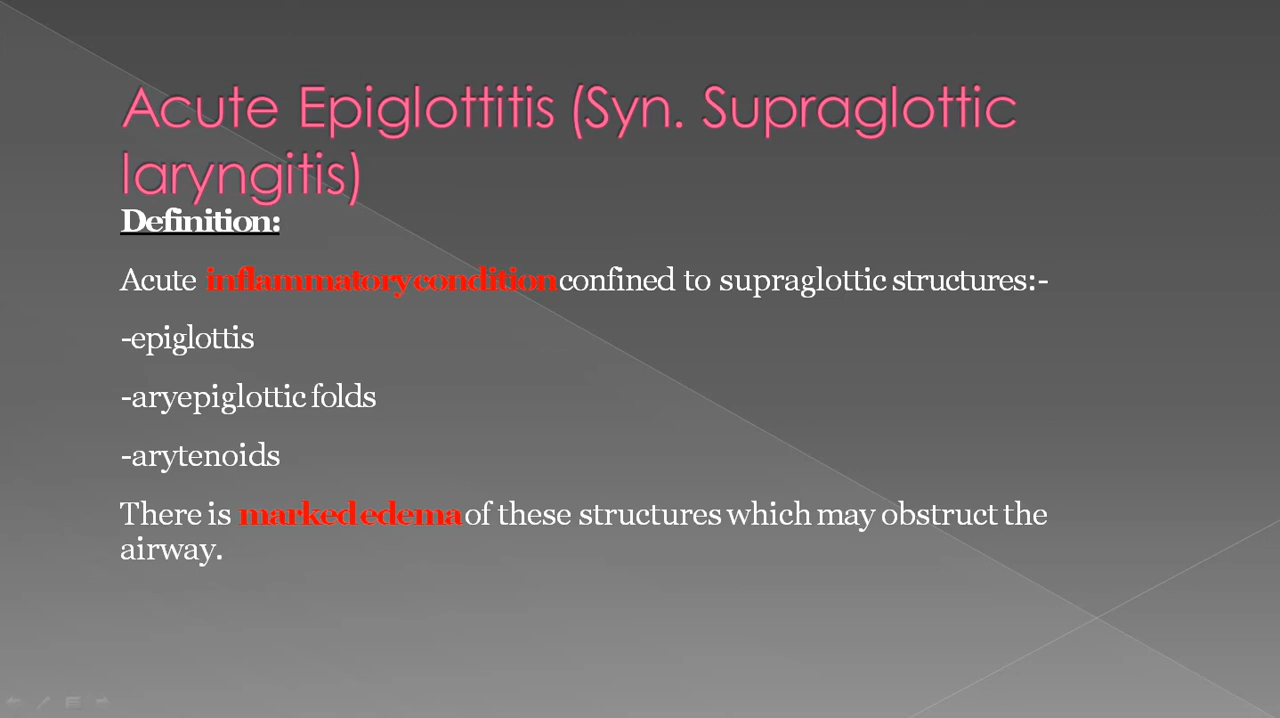 Acute Epiglottitis (Syn. Supraglottic
laryngitis)
Definition:
Acute inflammatory condition confined to supraglottic structures:-
-epiglottis
-aryepiglottic folds
-arytenoids
There is marked edema of these structures which may obstruct the
airway.